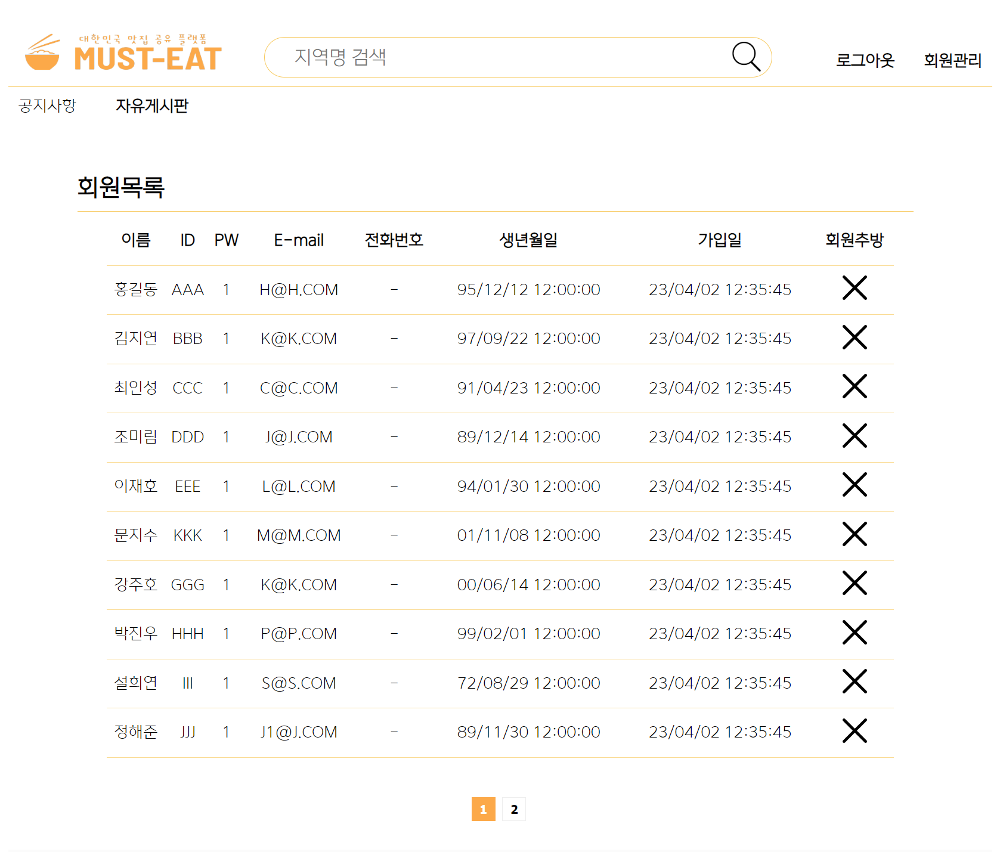 대한민국 맛집 공유 플랫폼
MUST-EAT
지역명 검색
로그아웃 회원관리
공지사항 자유게시판
회원목록
이름 ID PW E-mail 전화번호 생년월일 가입일 회원추방
홍길동 AAA 1 H@H.COM - 95/12/12 12:00:00 23/04/02 12:35:45
김지연 BBB 1 K@K.COM - 97/09/22 12:00:00 23/04/02 12:35:45
최인성 CCC 1 C@C.COM - 91/04/23 12:00:00 23/04/02 12:35:45
조미림 DDD 1 J@J.COM - 89/12/14 12:00:00 23/04/02 12:35:45
이재호 EEE 1 L@L.COM - 94/01/30 12:00:00 23/04/02 12:35:45
문지수 KKK 1 M@M.COM - 01/11/08 12:00:00 23/04/02 12:35:45
강주호 GGG 1 K@K.COM - 00/06/14 12:00:00 23/04/02 12:35:45
박진우 HHH 1 P@P.COM - 99/02/01 12:00:00 23/04/02 12:35:45
설희연 III 1 S@S.COM - 72/08/29 12:00:00 23/04/02 12:35:45
정해준 JJJ 1 J1@J.COM - 89/11/30 12:00:00 23/04/02 12:35:45
1 2